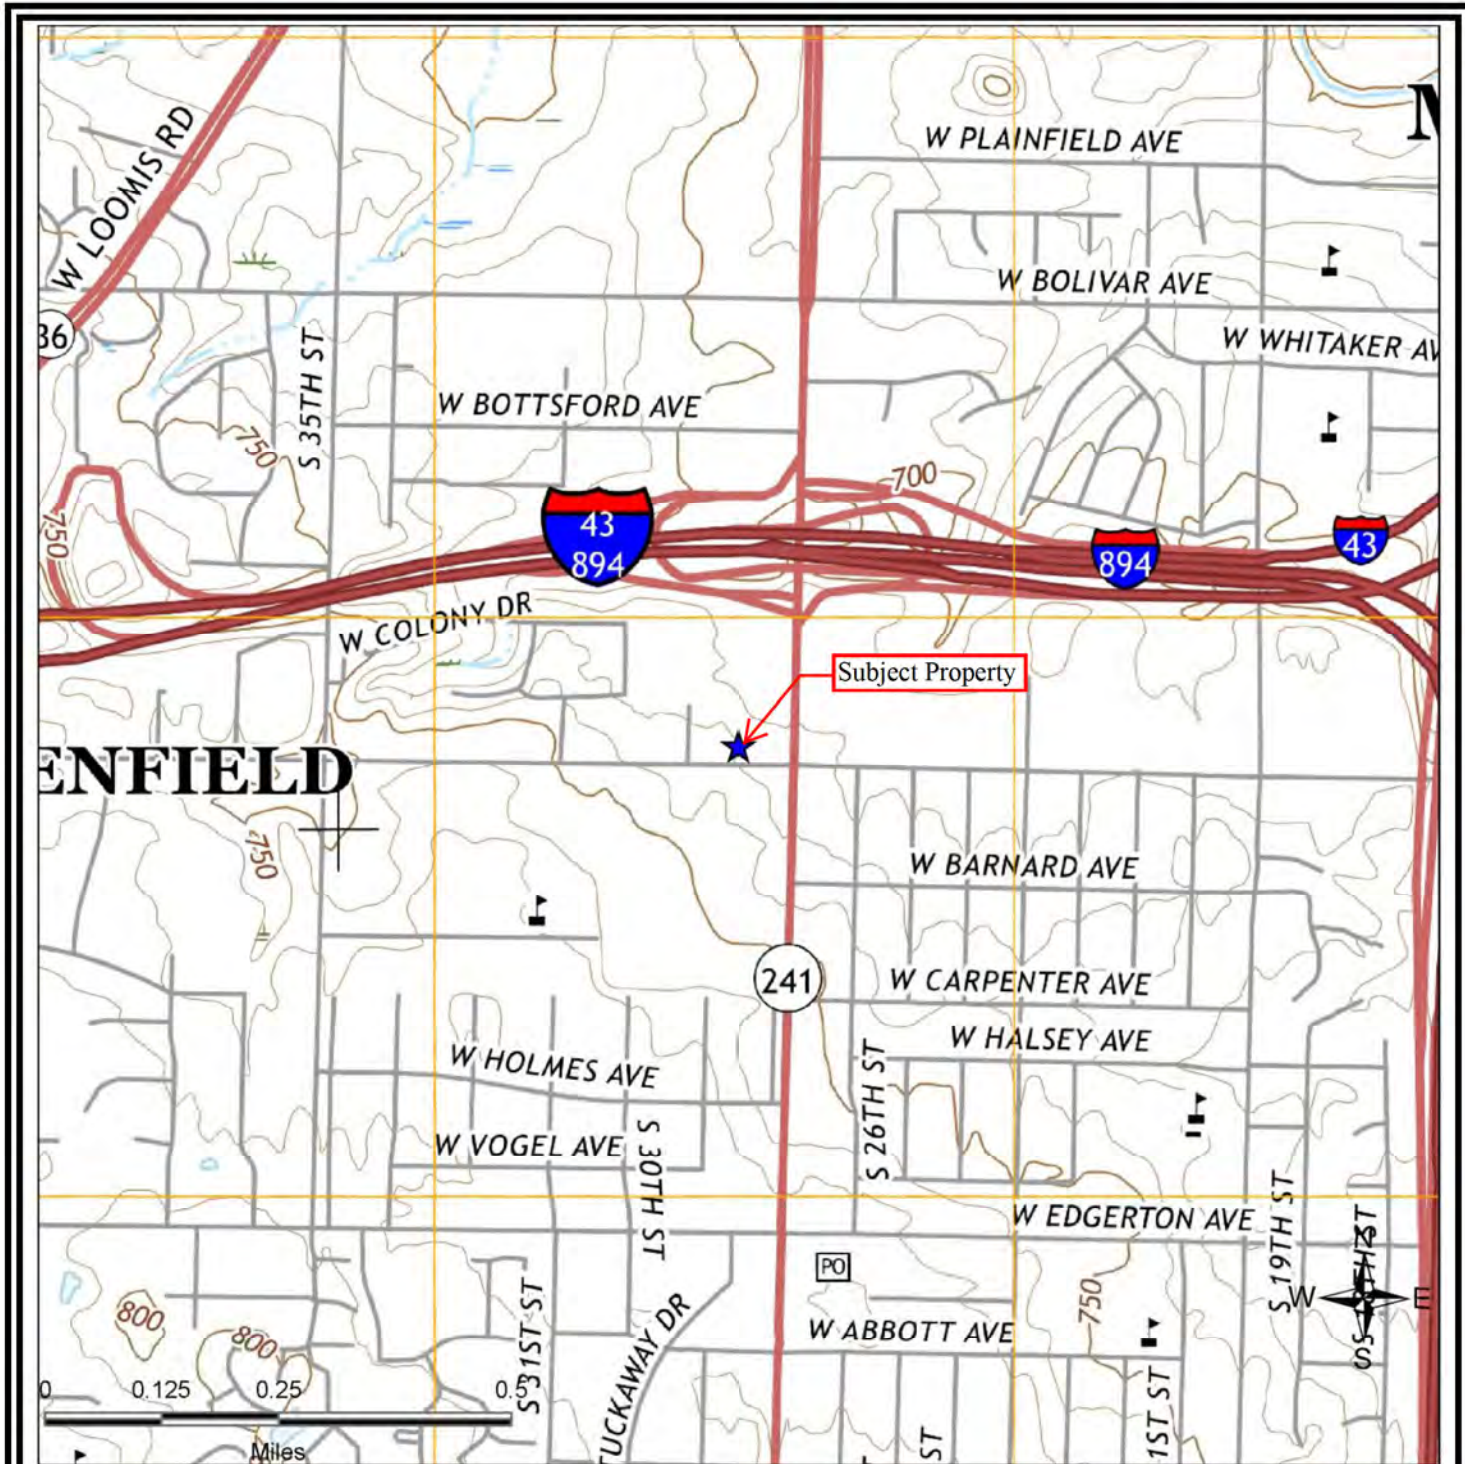 M
W PLAINFIELD AVE
W LOOMIS RD
W BOLIVAR AVE
36
W WHITAKER AV
S 35TH ST
W BOTTSFORD AVE
750
700
750
43
894
894
43
W COLONY DR
Subject Property
ENFIELD
750
W BARNARD AVE
241
W CARPENTER AVE
W HALSEY AVE
W HOLMES AVE
S 26TH ST
W VOGEL AVE
S 30TH ST
W EDGERTON AVE
S 19TH ST
PO
W
E
S
800
800
750
S 31ST ST
TUCKAWAY DR
W ABBOTT AVE
0 0.125 0.25 0.5
Miles
1ST ST
ST